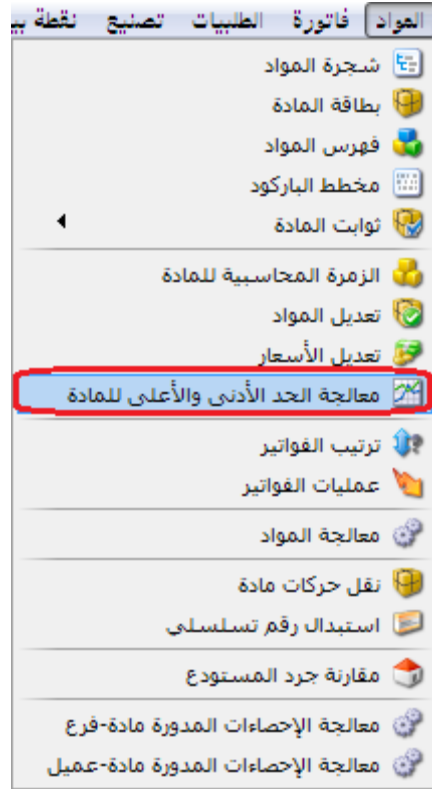 المواد فاتورة الطلبيات تصنيع نقطة بي
شجرة المواد
بطاقة المادة
فهرس المواد
مخطط الباركود
ثوابت المادة
الزمرة المحاسبية للمادة
تعديل المواد
تعديل الأسعار
معالجة الحد الأدنى والأعلى للمادة
ترتيب الفواتير
عمليات الفواتير
معالجة المواد
نقل حركات مادة
استبدال رقم تسلسلي
مقارنة جرد المستودع
معالجة الإحصاءات المدورة مادة-فرع
معالجة الإحصاءات المدورة مادة-عميل